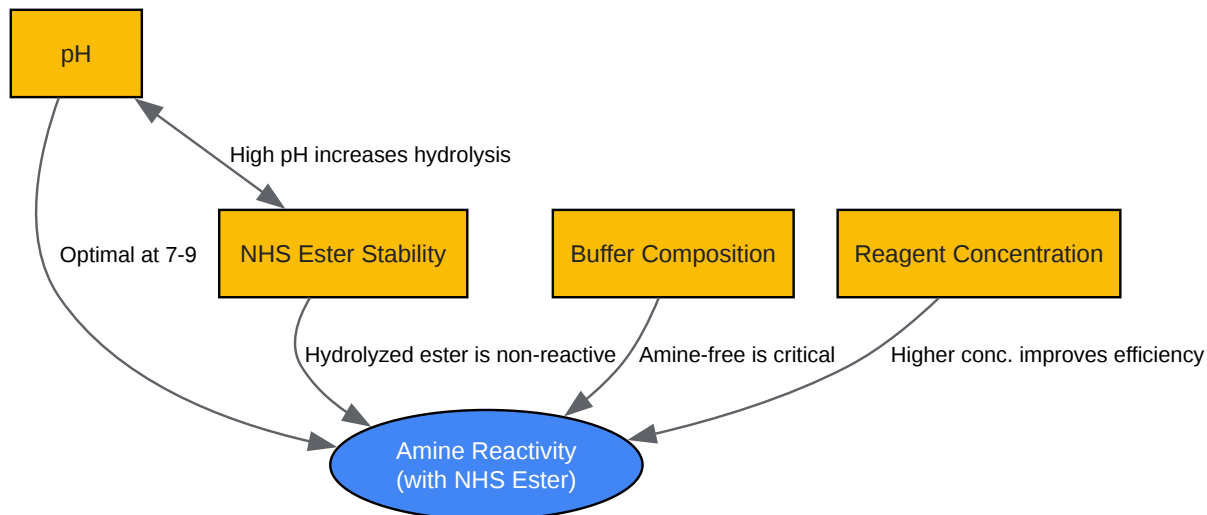 pH
High pH increases hydrolysis
Optimal at 7-9
NHS Ester Stability
Buffer Composition
Reagent Concentration
Hydrolyzed ester is non-reactive
Amine-free is critical
Higher conc. improves efficiency
Amine Reactivity
(with NHS Ester)